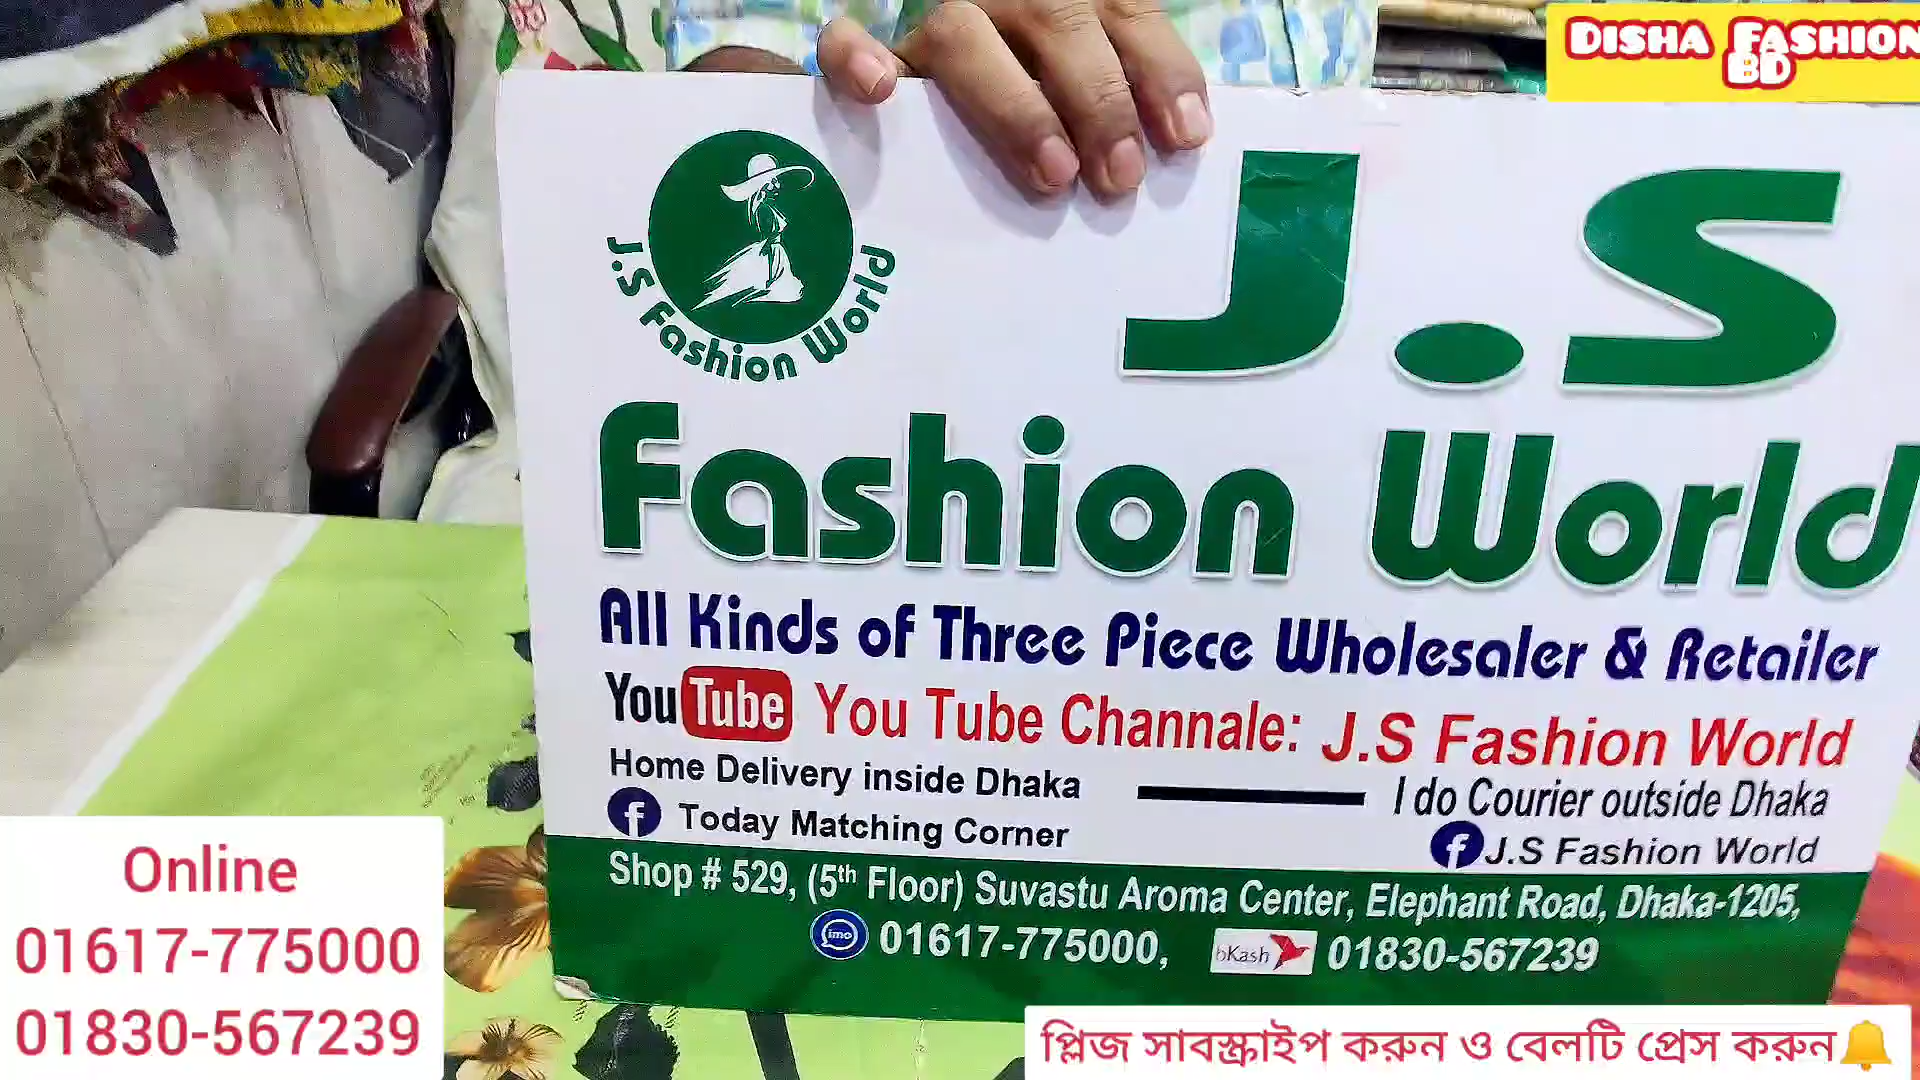 DISHA FASHION
BD
J.S Fashion World
J.S
Fashion World
All Kinds of Three Piece Wholesaler & Retailer
YouTube You Tube Channale: J.S Fashion World
Home Delivery inside Dhaka I do Courier outside Dhaka
f Today Matching Corner f J.S Fashion World
Shop # 529, (5th Floor) Suvastu Aroma Center, Elephant Road, Dhaka-1205,
imo 01617-775000, bKash 01830-567239
Online
01617-775000
01830-567239
প্লিজ সাবস্ক্রাইপ করুন ও বেলটি প্রেস করুন